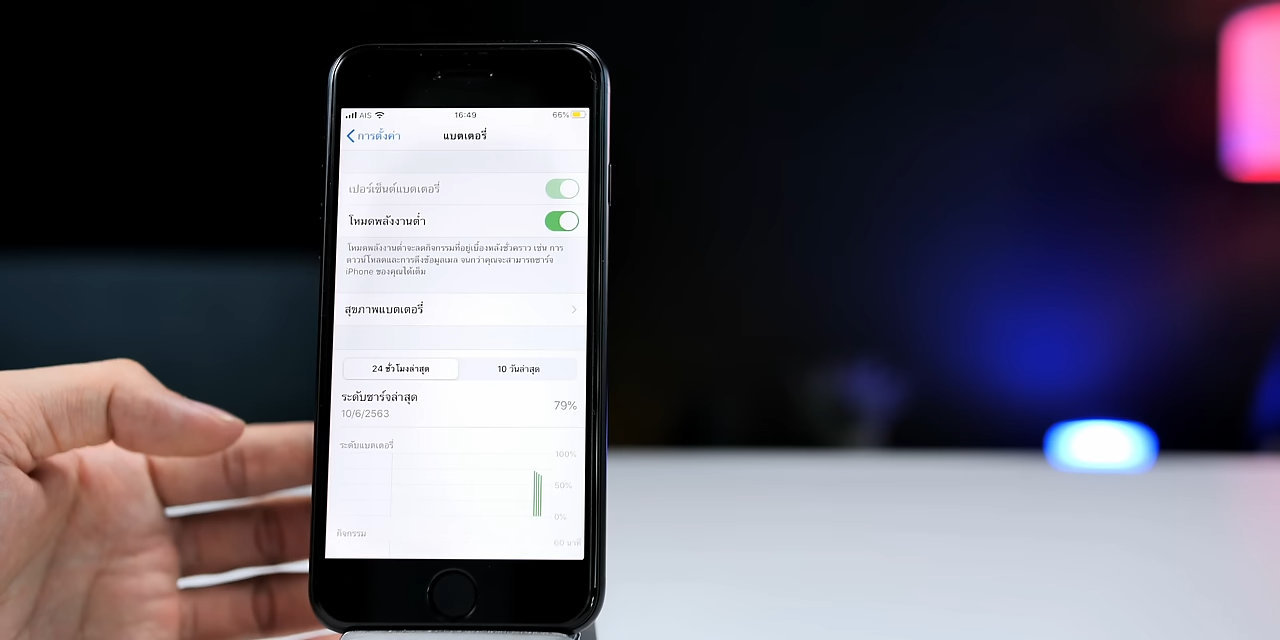 AIS 16:49 66%
การตั้งค่า แบตเตอรี่
เปอร์เซ็นต์แบตเตอรี่
โหมดพลังงานต่ำ
โหมดพลังงานต่ำจะลดกิจกรรมที่อยู่เบื้องหลังชั่วคราว เช่น การ
ดาวน์โหลดและการดึงข้อมูลเมล จนกว่าคุณจะสามารถชาร์จ
iPhone ของคุณได้เต็ม
สุขภาพแบตเตอรี่
24 ชั่วโมงล่าสุด 10 วันล่าสุด
ระดับชาร์จล่าสุด 79%
10/6/2563
ระดับแบตเตอรี่
100%
50%
0%
กิจกรรม
60 นาที